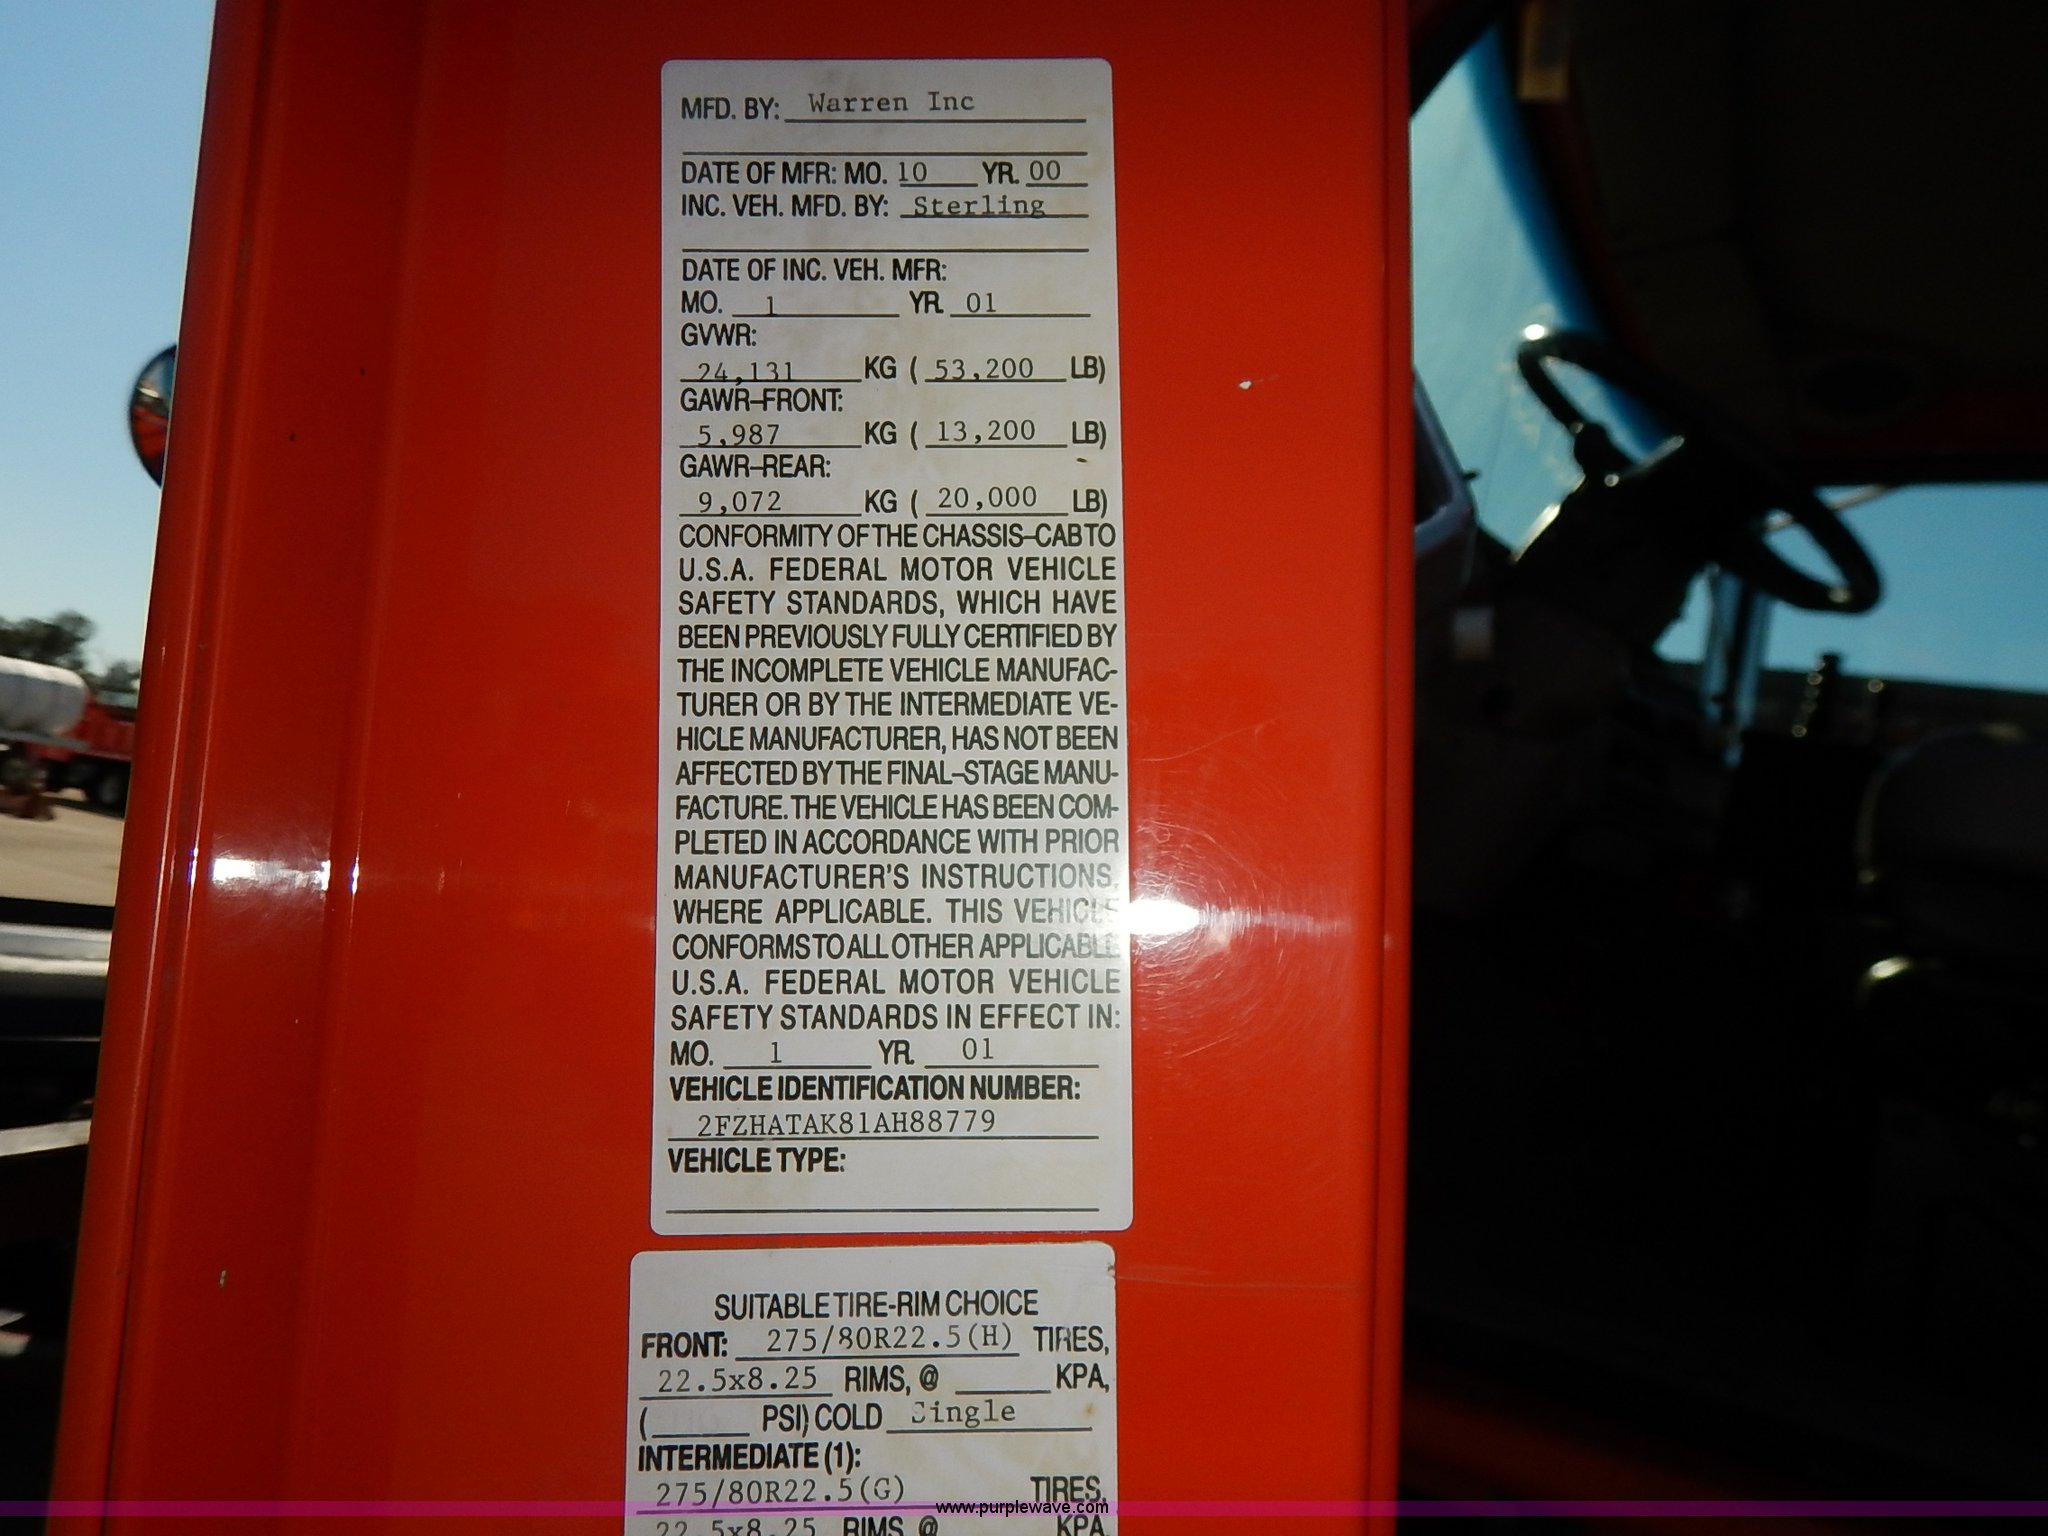 MFD. BY: Warren Inc
DATE OF MFR: MO. 10 YR. 00
INC. VEH. MFD. BY: Sterling
DATE OF INC. VEH. MFR:
MO. 1 YR. 01
GVWR:
24,131 KG ( 53,200 LB)
GAWR-FRONT:
5,987 KG ( 13,200 LB)
GAWR-REAR:
9,072 KG ( 20,000 LB)
CONFORMITY OF THE CHASSIS-CAB TO
U.S.A. FEDERAL MOTOR VEHICLE
SAFETY STANDARDS, WHICH HAVE
BEEN PREVIOUSLY FULLY CERTIFIED BY
THE INCOMPLETE VEHICLE MANUFAC-
TURER OR BY THE INTERMEDIATE VE-
HICLE MANUFACTURER, HAS NOT BEEN
AFFECTED BY THE FINAL-STAGE MANU-
FACTURE. THE VEHICLE HAS BEEN COM-
PLETED IN ACCORDANCE WITH PRIOR
MANUFACTURER'S INSTRUCTIONS,
WHERE APPLICABLE. THIS VEHICLE
CONFORMS TO ALL OTHER APPLICABLE
U.S.A. FEDERAL MOTOR VEHICLE
SAFETY STANDARDS IN EFFECT IN:
MO. 1 YR. 01
VEHICLE IDENTIFICATION NUMBER:
2FZHATAK81AH88779
VEHICLE TYPE:
SUITABLE TIRE-RIM CHOICE
FRONT: 275/80R22.5(H) TIRES,
22.5x8.25 RIMS, @ KPA,
( PSI) COLD Single
INTERMEDIATE (1):
275/80R22.5(G) TIRES,
22.5x8.25 RIMS @ KPA,
www.purplewave.com